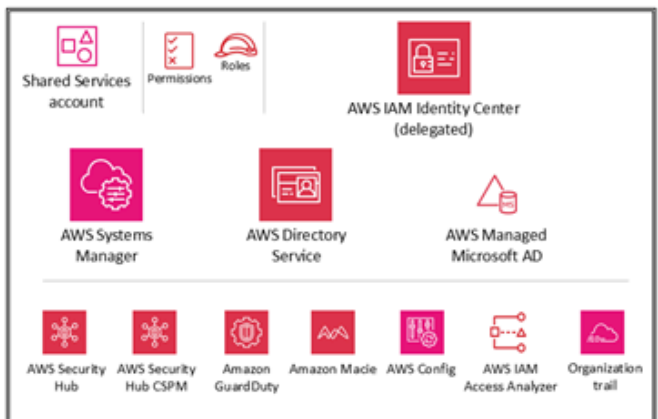 Shared Services
account
Permissions
Roles
AWS IAM Identity Center
(delegated)
AWS Systems
Manager
AWS Directory
Service
MS
AWS Managed
Microsoft AD
AWS Security
Hub
AWS Security
Hub CSPM
Amazon
GuardDuty
Amazon Macie
AWS Config
AWS IAM
Access Analyzer
Organization
trail